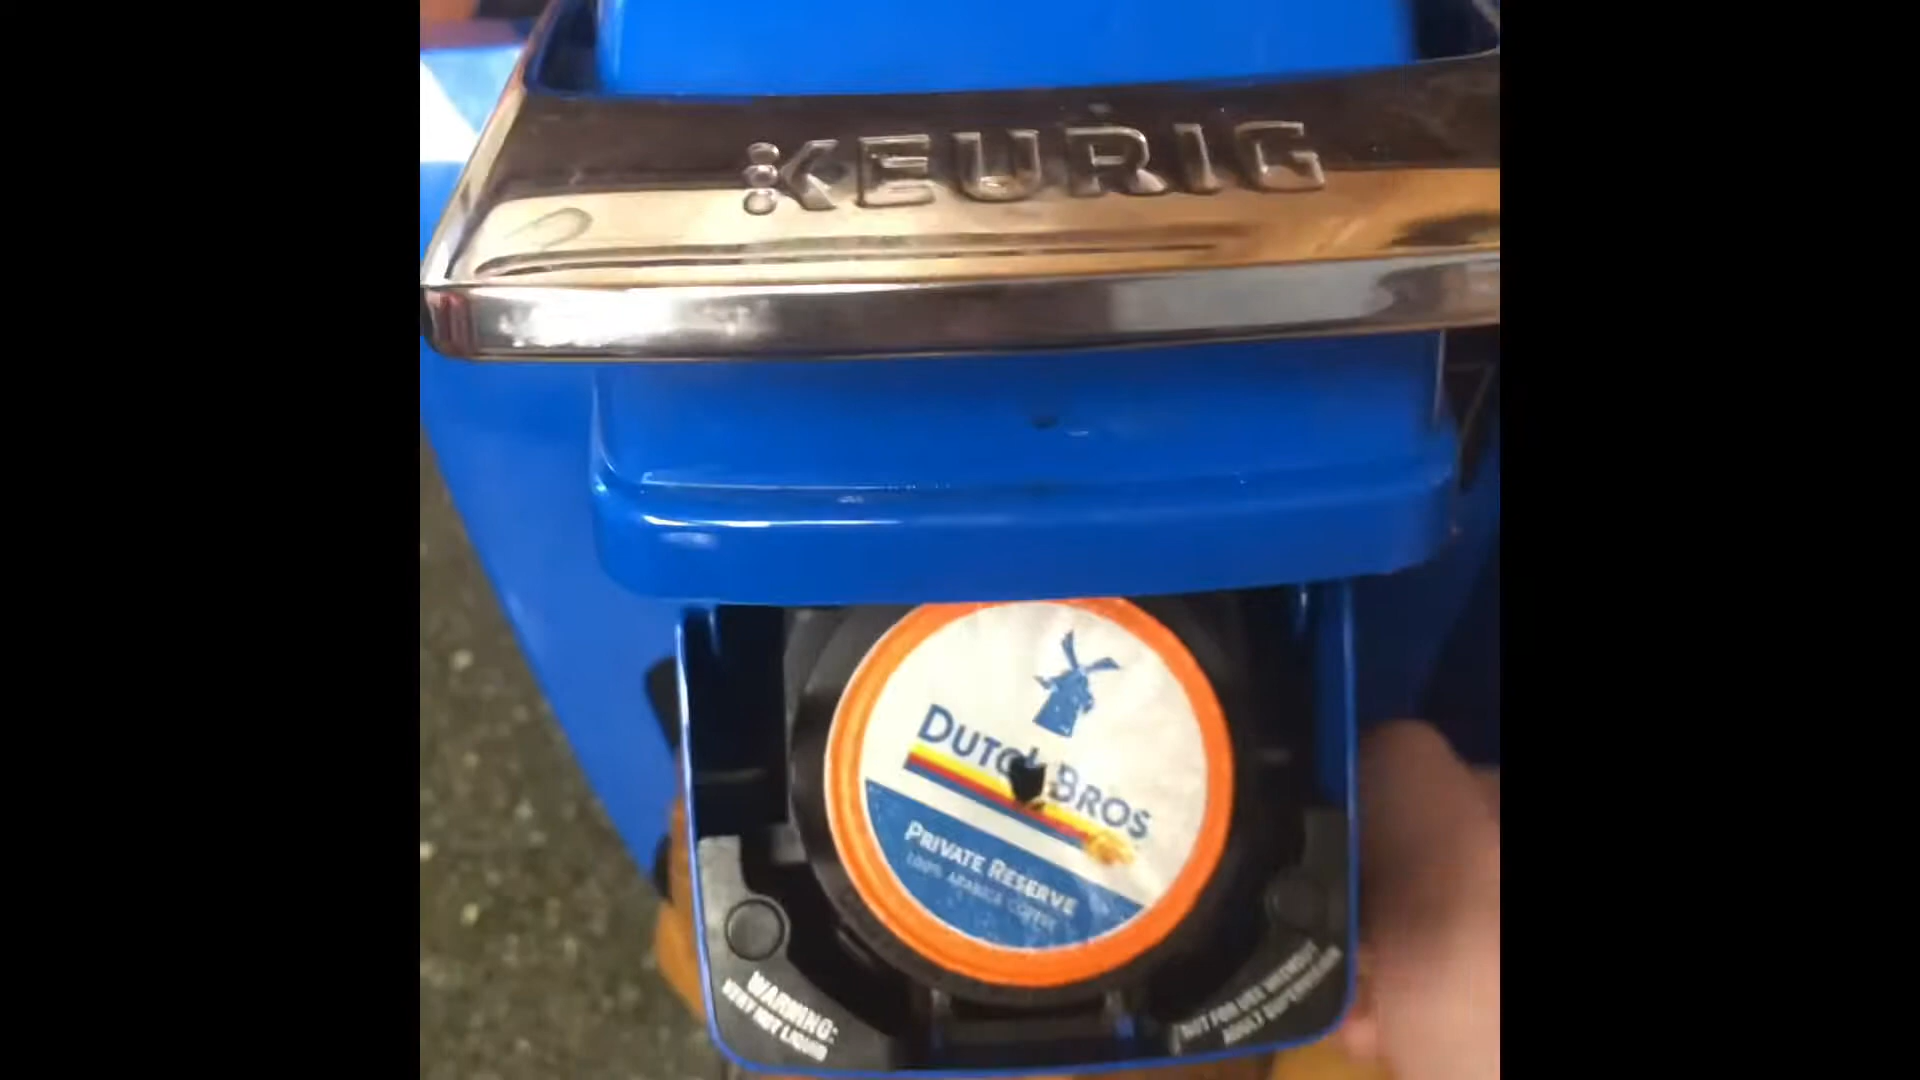 KEURIG
DUTCH BROS
PRIVATE RESERVE
100% ARABICA COFFEE
WARNING:
VERY HOT LIQUID
NOT FOR USE WITHOUT
ADULT SUPERVISION